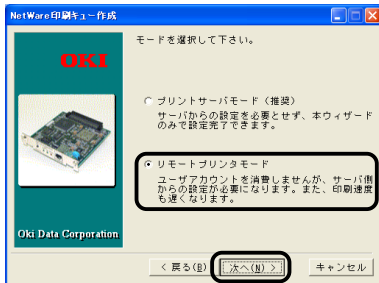 NetWare印刷キュー作成
モードを選択して下さい。
OKI
プリントサーバモード（推奨）
サーバからの設定を必要とせず、本ウィザード
のみで設定完了できます。
リモートプリンタモード
ユーザアカウントを消費しませんが、サーバ側
からの設定が必要になります。また、印刷速度
も遅くなります。
Oki Data Corporation
< 戻る(B)
次へ(N) >
キャンセル